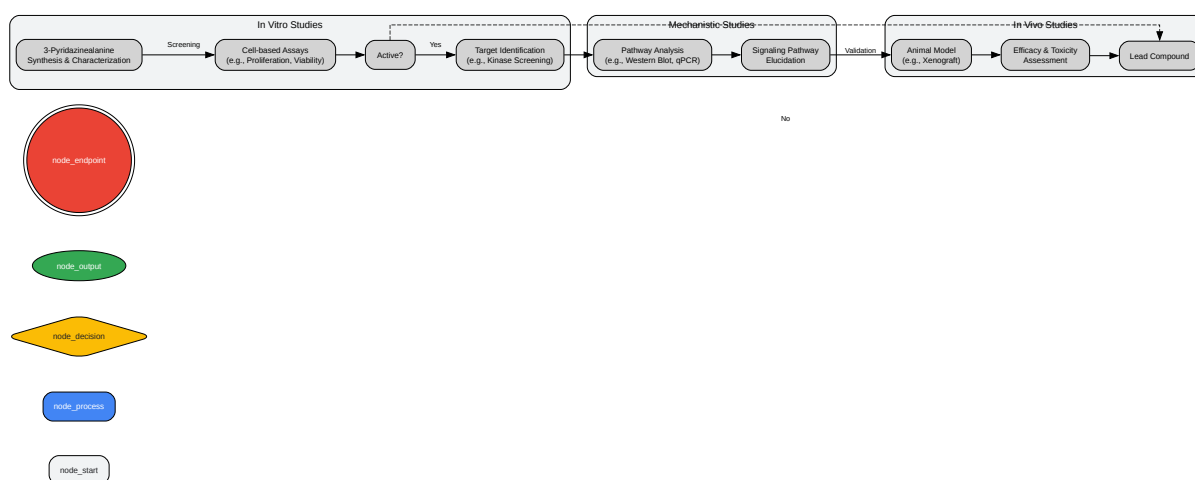 In Vitro Studies
Mechanistic Studies
In Vivo Studies
3-Pyridazinealanine
Synthesis & Characterization
Screening
Cell-based Assays
(e.g., Proliferation, Viability)
Active?
Yes
Target Identification
(e.g., Kinase Screening)
Pathway Analysis
(e.g., Western Blot, qPCR)
Signaling Pathway
Elucidation
Validation
Animal Model
(e.g., Xenograft)
Efficacy & Toxicity
Assessment
Lead Compound
No
node_endpoint
node_output
node_decision
node_process
node_start